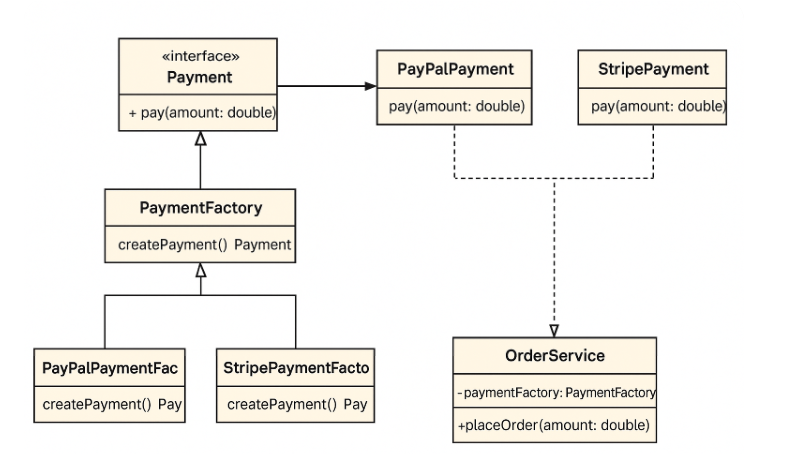 «interface»
Payment
+ pay(amount: double)
PayPalPayment
pay(amount: double)
StripePayment
pay(amount: double)
PaymentFactory
createPayment() Payment
PayPalPaymentFac
createPayment() Pay
StripePaymentFacto
createPayment() Pay
OrderService
-paymentFactory: PaymentFactory
+placeOrder(amount: double)